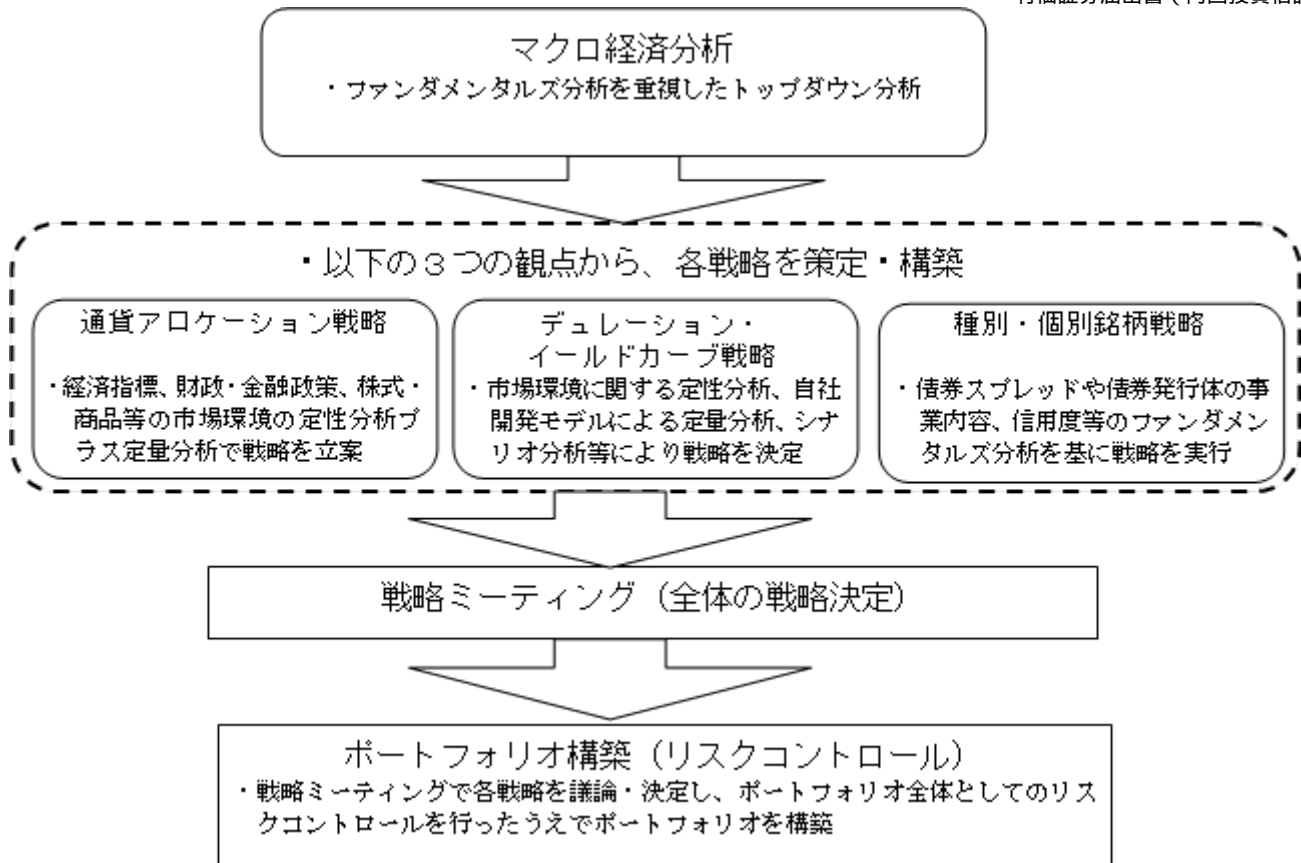 マクロ経済分析
・ファンダメンタルズ分析を重視したトップダウン分析
・以下の３つの観点から、各戦略を策定・構築
通貨アロケーション戦略
・経済指標、財政・金融政策、株式・
商品等の市場環境の定性分析プ
ラス定量分析で戦略を立案
デュレーション・
イールドカーブ戦略
・市場環境に関する定性分析、自社
開発モデルによる定量分析、シナ
リオ分析等により戦略を決定
種別・個別銘柄戦略
・債券スプレッドや債券発行体の事
業内容、信用度等のファンダメン
タルズ分析を基に戦略を実行
戦略ミーティング（全体の戦略決定）
ポートフォリオ構築（リスクコントロール）
・戦略ミーティングで各戦略を議論・決定し、ポートフォリオ全体としてのリス
クコントロールを行ったうえでポートフォリオを構築